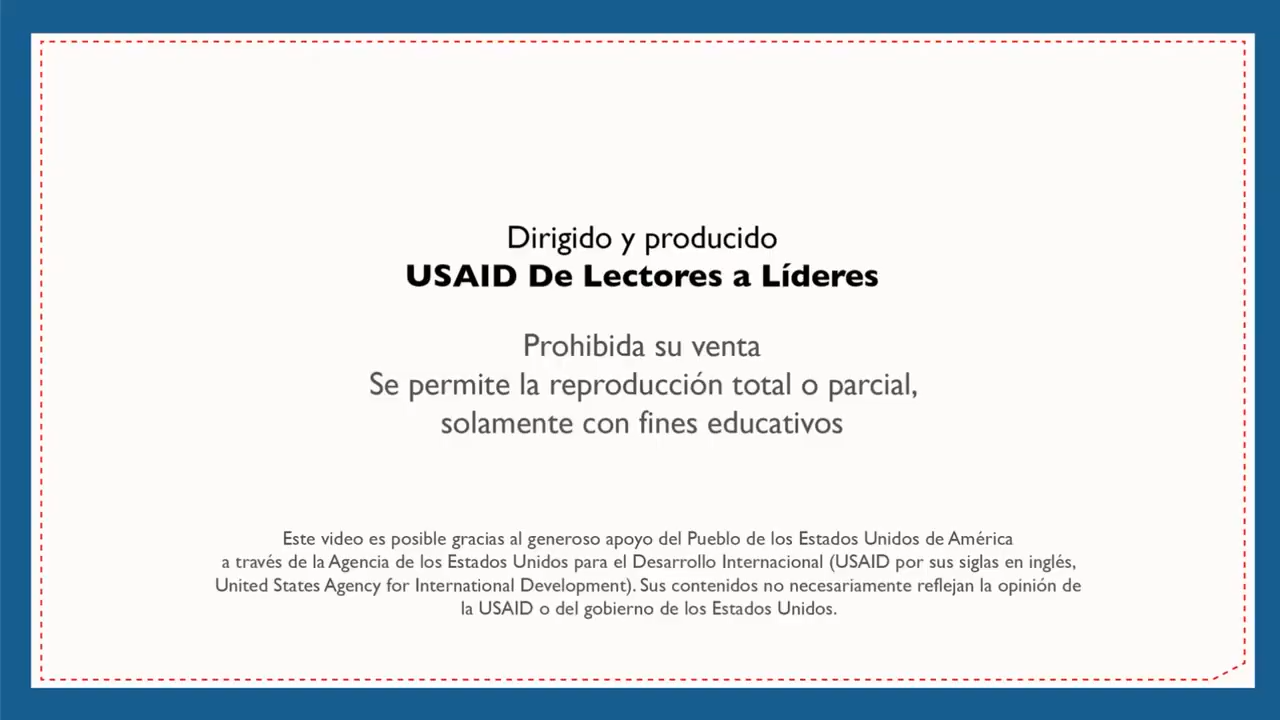 Dirigido y producido
USAID De Lectores a Líderes
Prohibida su venta
Se permite la reproducción total o parcial,
solamente con fines educativos
Este video es posible gracias al generoso apoyo del Pueblo de los Estados Unidos de América
a través de la Agencia de los Estados Unidos para el Desarrollo Internacional (USAID por sus siglas en inglés,
United States Agency for International Development). Sus contenidos no necesariamente reflejan la opinión de
la USAID o del gobierno de los Estados Unidos.